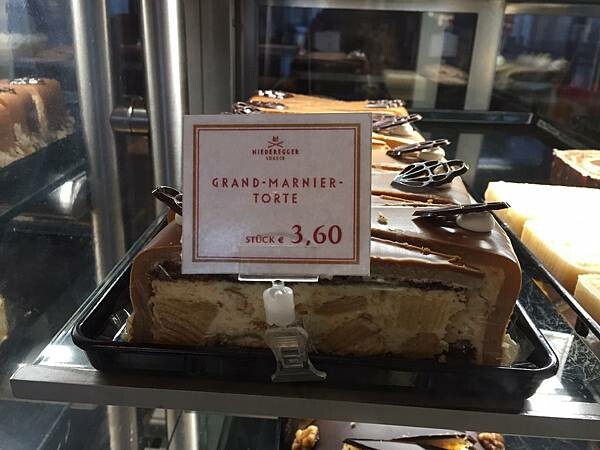 NIEDEREGGER
LÜBECK
GRAND-MARNIER-
TORTE
STÜCK € 3,60